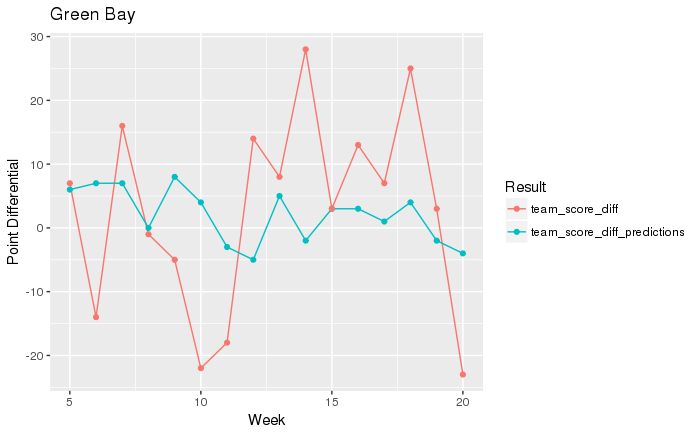 Green Bay
30
20
10
0
-10
-20
Point Differential
5
10
15
20
Week
Result
team_score_diff
team_score_diff_predictions